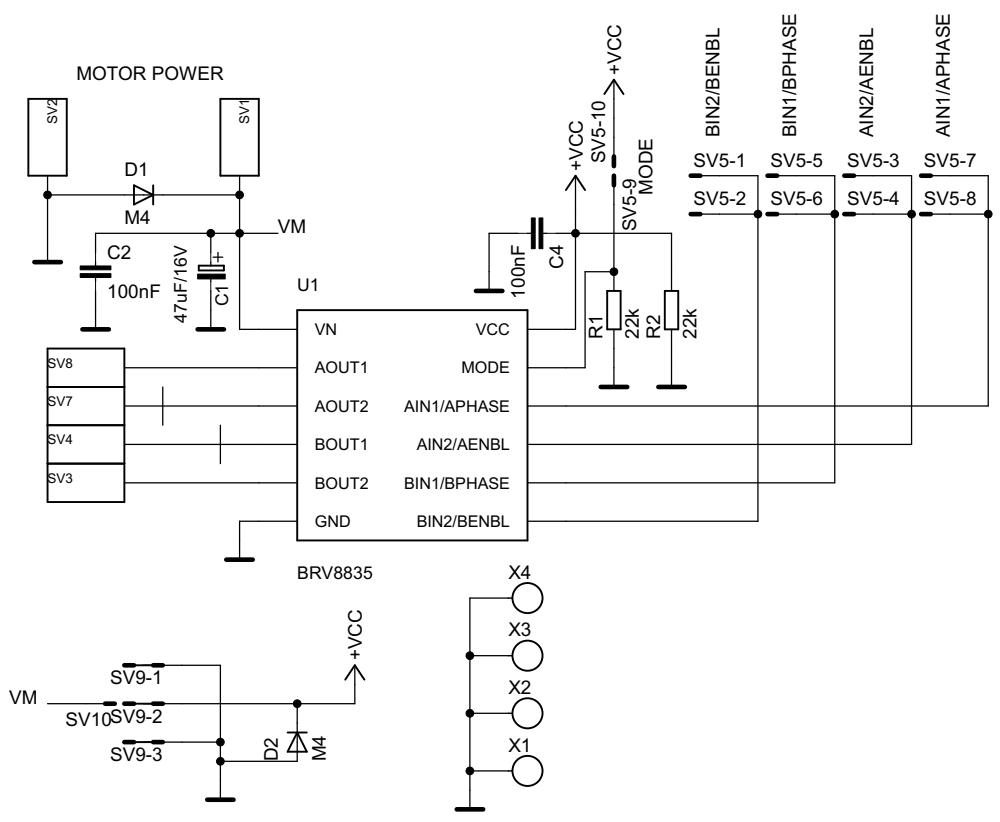 MOTOR POWER
SV2
SV1
D1
M4
VM
C2
100nF
47uF/16V
+
C1
+VCC
SV5-10
SV5-9
MODE
+VCC
C4
100nF
R1
22k
R2
22k
BIN2/BENBL
BIN1/BPHASE
AIN2/AENBL
AIN1/APHASE
SV5-1
SV5-5
SV5-3
SV5-7
SV5-2
SV5-6
SV5-4
SV5-8
U1
VN
VCC
AOUT1
MODE
AOUT2
AIN1/APHASE
BOUT1
AIN2/AENBL
BOUT2
BIN1/BPHASE
GND
BIN2/BENBL
BRV8835
SV8
SV7
SV4
SV3
VM
SV10
SV9-1
SV9-2
SV9-3
D2
M4
+VCC
X4
X3
X2
X1